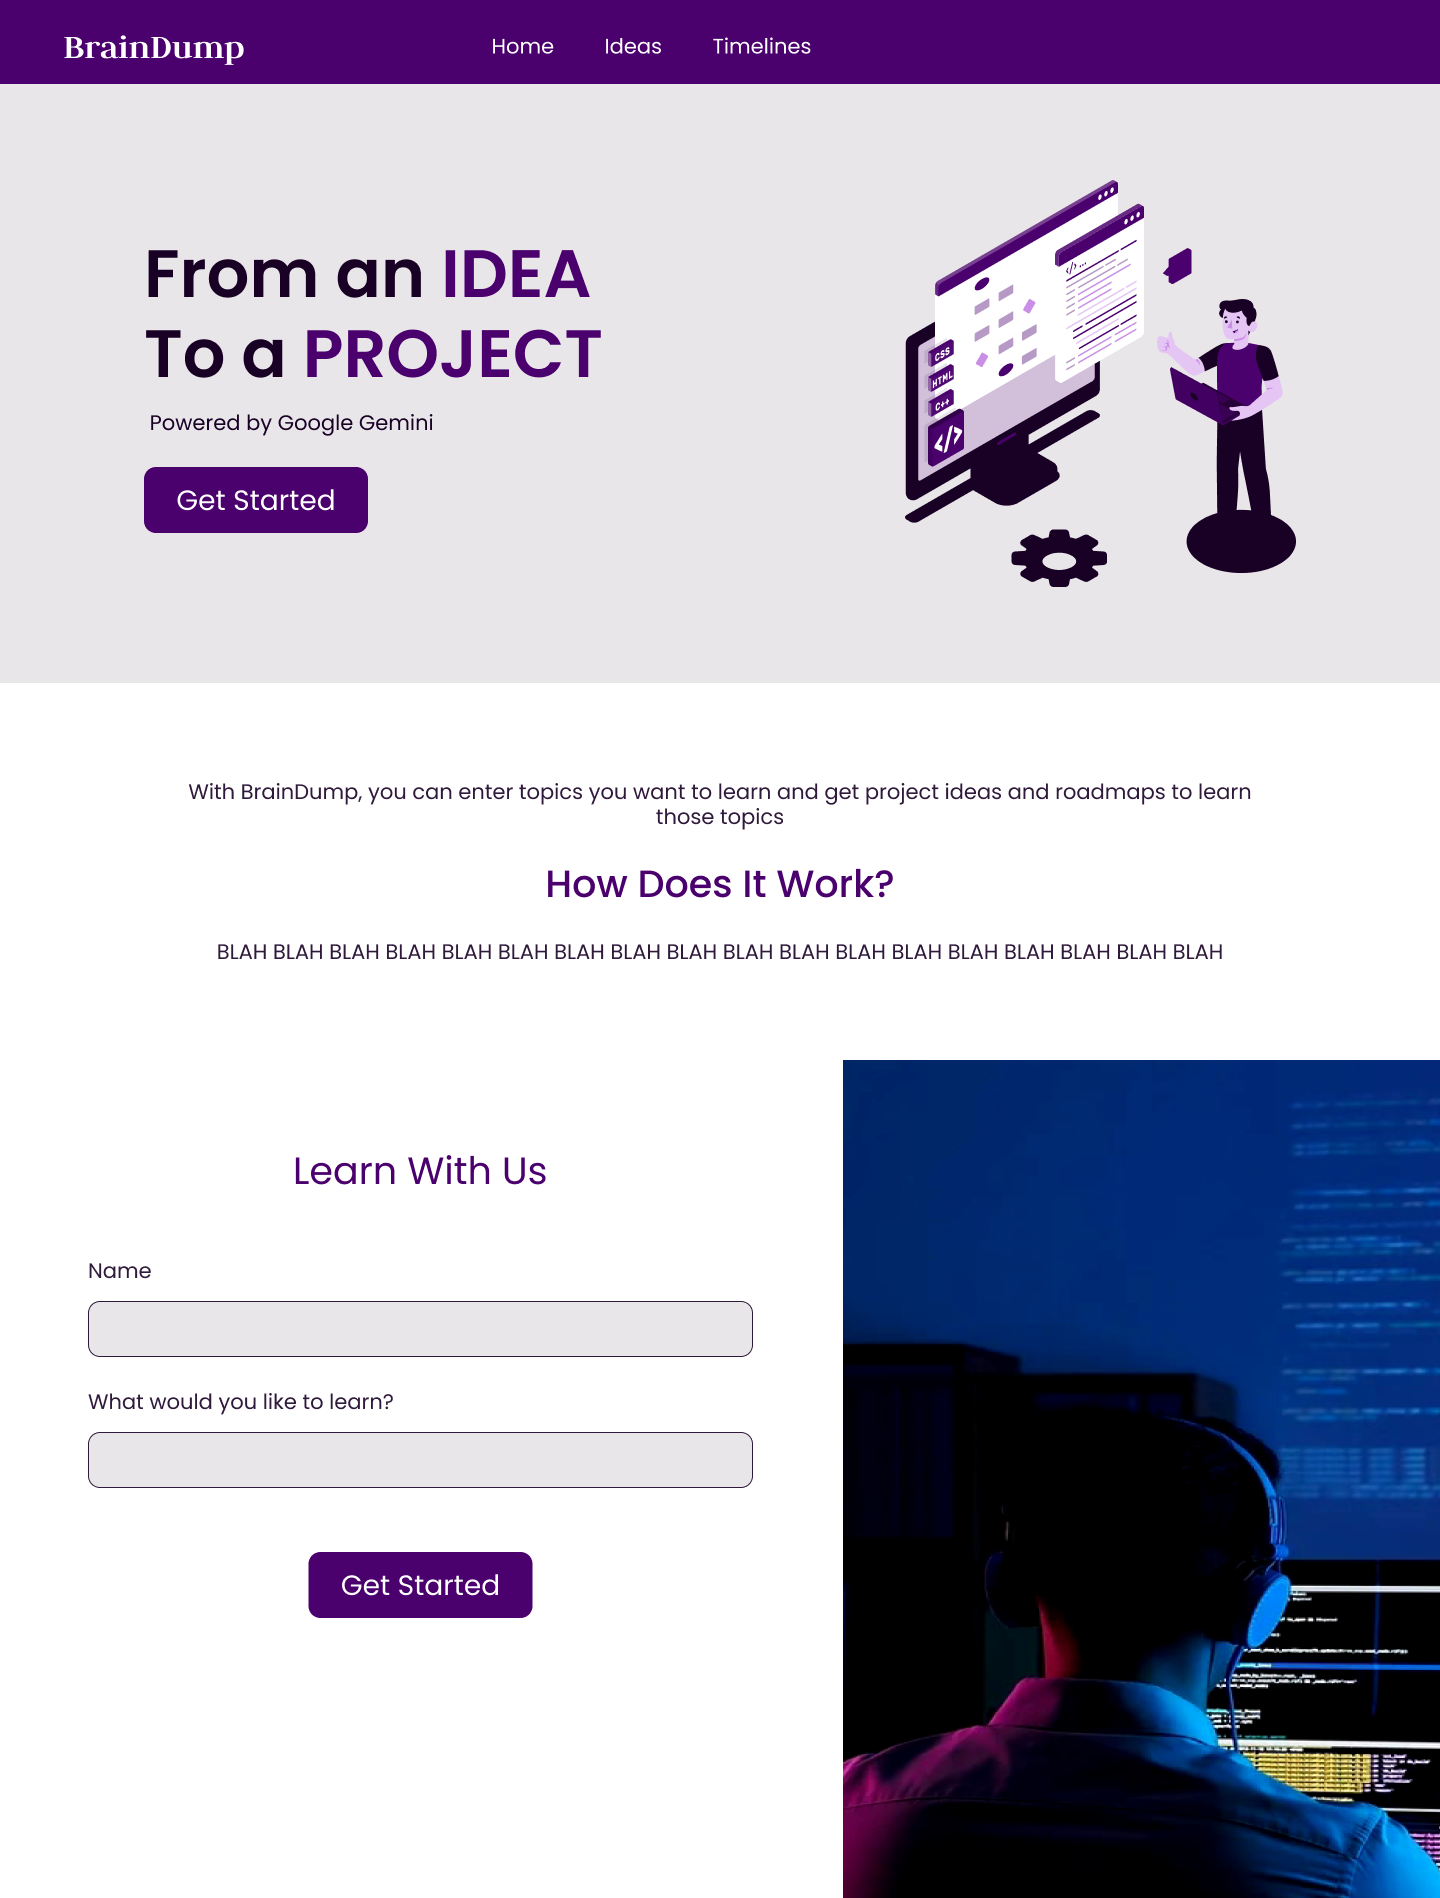 BrainDump
Home Ideas Timelines
From an IDEA
To a PROJECT
Powered by Google Gemini
Get Started
CSS
HTML
C++
</>
</> ...
With BrainDump, you can enter topics you want to learn and get project ideas and roadmaps to learn
those topics
How Does It Work?
BLAH BLAH BLAH BLAH BLAH BLAH BLAH BLAH BLAH BLAH BLAH BLAH BLAH BLAH BLAH BLAH BLAH BLAH
Learn With Us
Name
What would you like to learn?
Get Started